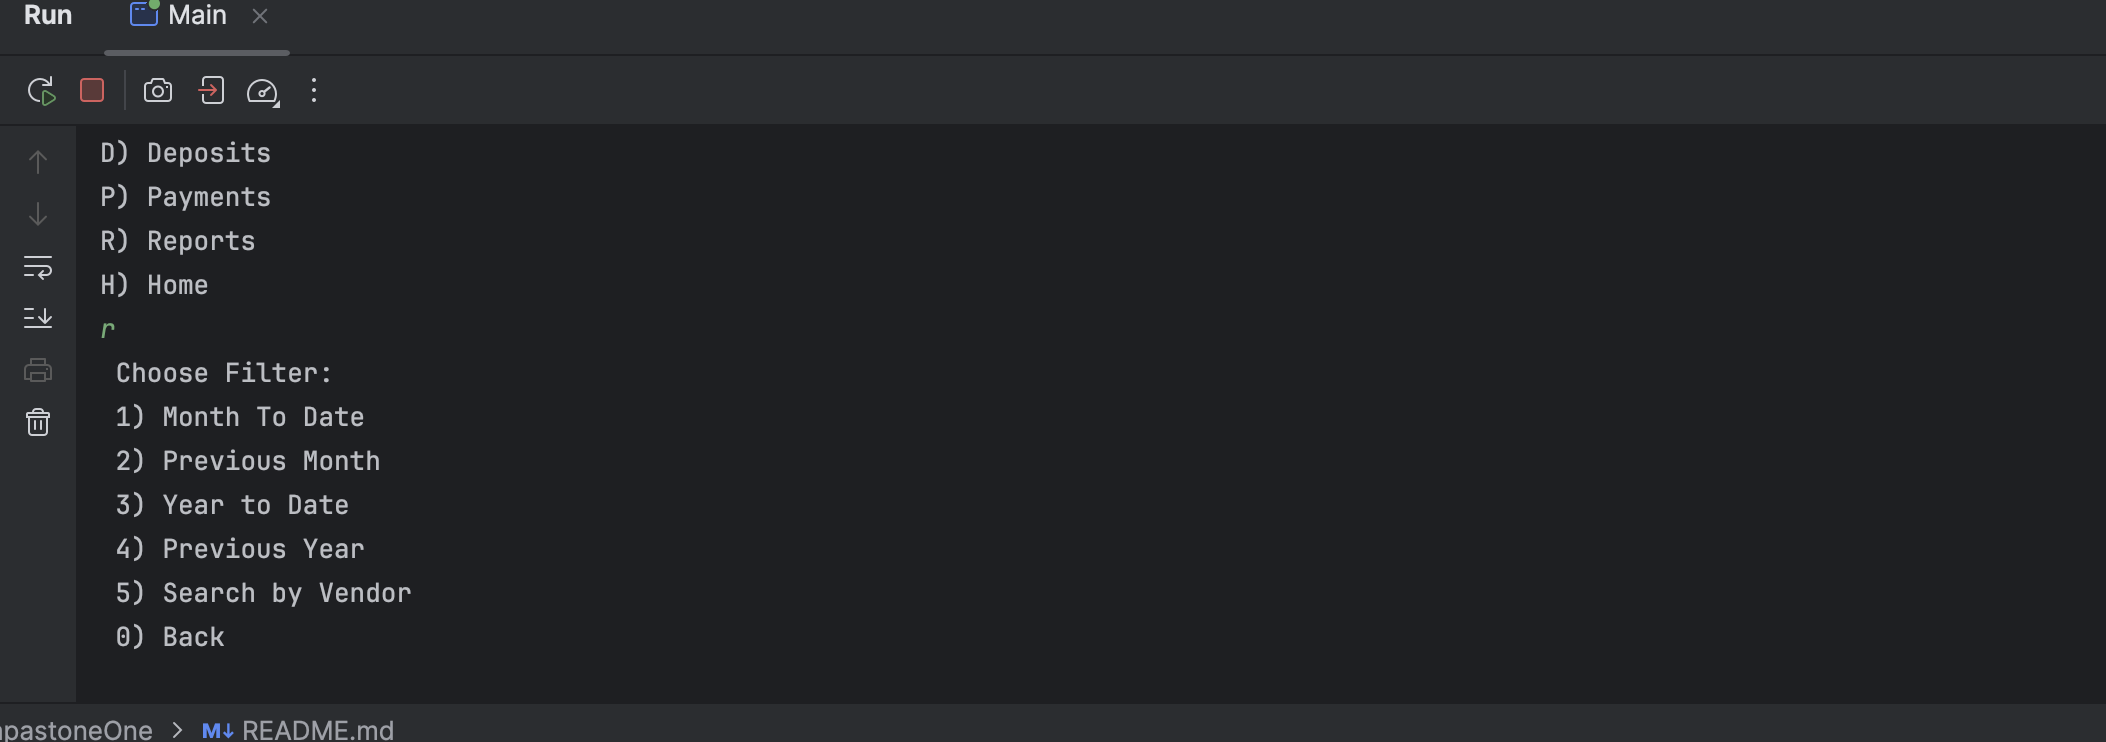 Run Main
D) Deposits
P) Payments
R) Reports
H) Home
r
Choose Filter:
1) Month To Date
2) Previous Month
3) Year to Date
4) Previous Year
5) Search by Vendor
0) Back
pastoneOne > M↓ README.md